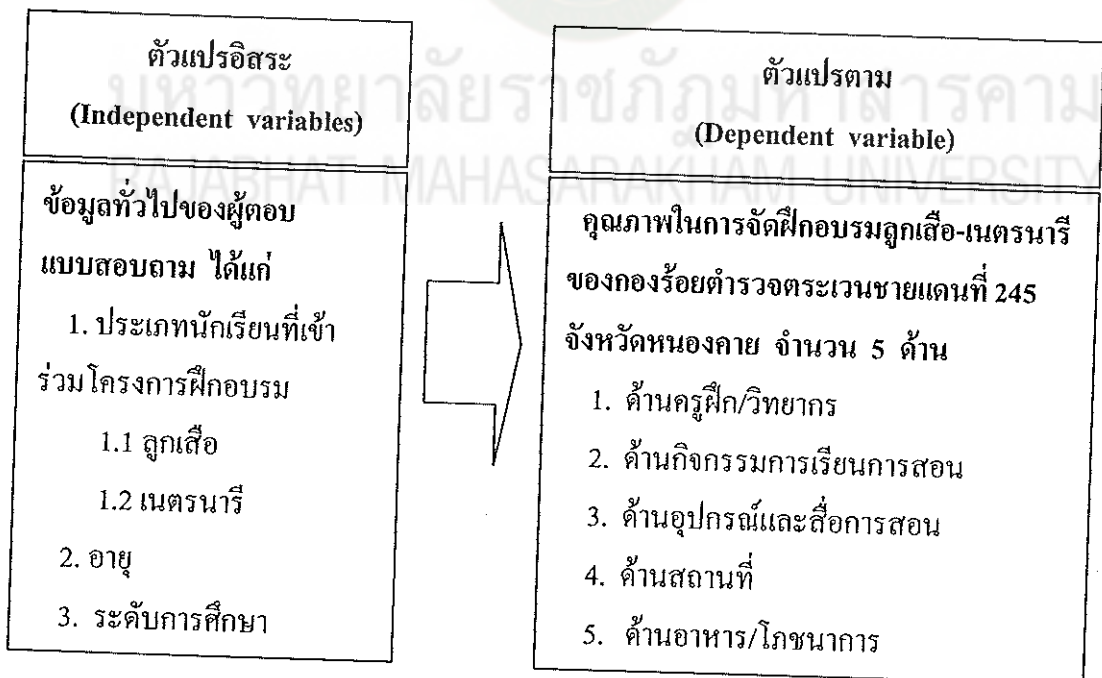 ตัวแปรอิสระ
(Independent variables)
ข้อมูลทั่วไปของผู้ตอบ
แบบสอบถาม ได้แก่
1. ประเภทนักเรียนที่เข้า
ร่วมโครงการฝึกอบรม
1.1 ลูกเสือ
1.2 เนตรนารี
2. อายุ
3. ระดับการศึกษา
ตัวแปรตาม
(Dependent variable)
คุณภาพในการจัดฝึกอบรมลูกเสือ-เนตรนารี
ของกองร้อยตำรวจตระเวนชายแดนที่ 245
จังหวัดหนองคาย จำนวน 5 ด้าน
1. ด้านครูฝึก/วิทยากร
2. ด้านกิจกรรมการเรียนการสอน
3. ด้านอุปกรณ์และสื่อการสอน
4. ด้านสถานที่
5. ด้านอาหาร/โภชนาการ
มหาวิทยาลัยราชภัฏมหาสารคาม
RAJABHAT MAHASARAKHAM UNIVERSITY